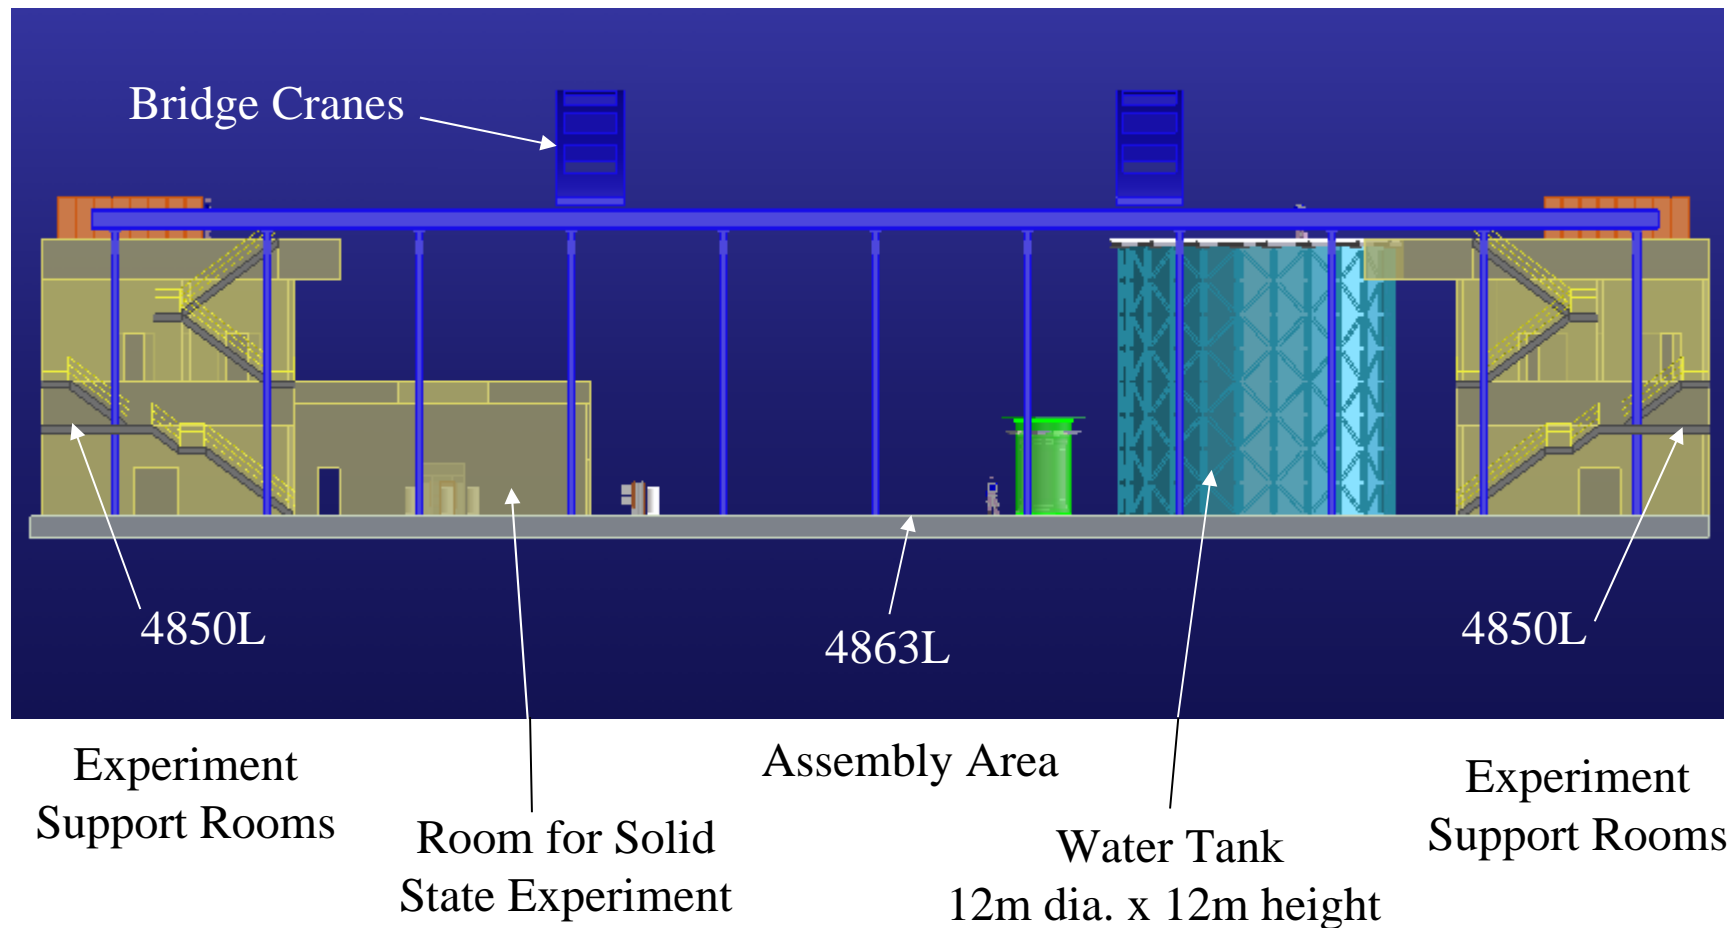 Bridge Cranes
4850L
4863L
4850L
Experiment
Support Rooms
Room for Solid
State Experiment
Assembly Area
Water Tank
12m dia. x 12m height
Experiment
Support Rooms